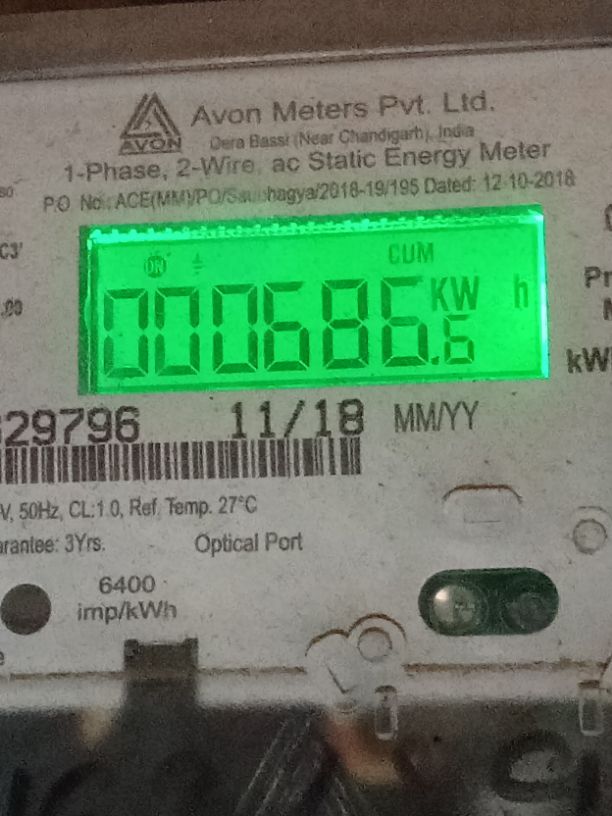 AVON
Avon Meters Pvt. Ltd.
Dera Bassi (Near Chandigarh), India
1-Phase, 2-Wire, ac Static Energy Meter
P.O No.: ACE(MM)/PO/Saubhagya/2018-19/195 Dated: 12-10-2018
ON CUM
000686.6 KW h
kW
29796 11/18 MM/YY
V, 50Hz, CL:1.0, Ref. Temp. 27°C
arantee: 3Yrs. Optical Port
6400
imp/kWh